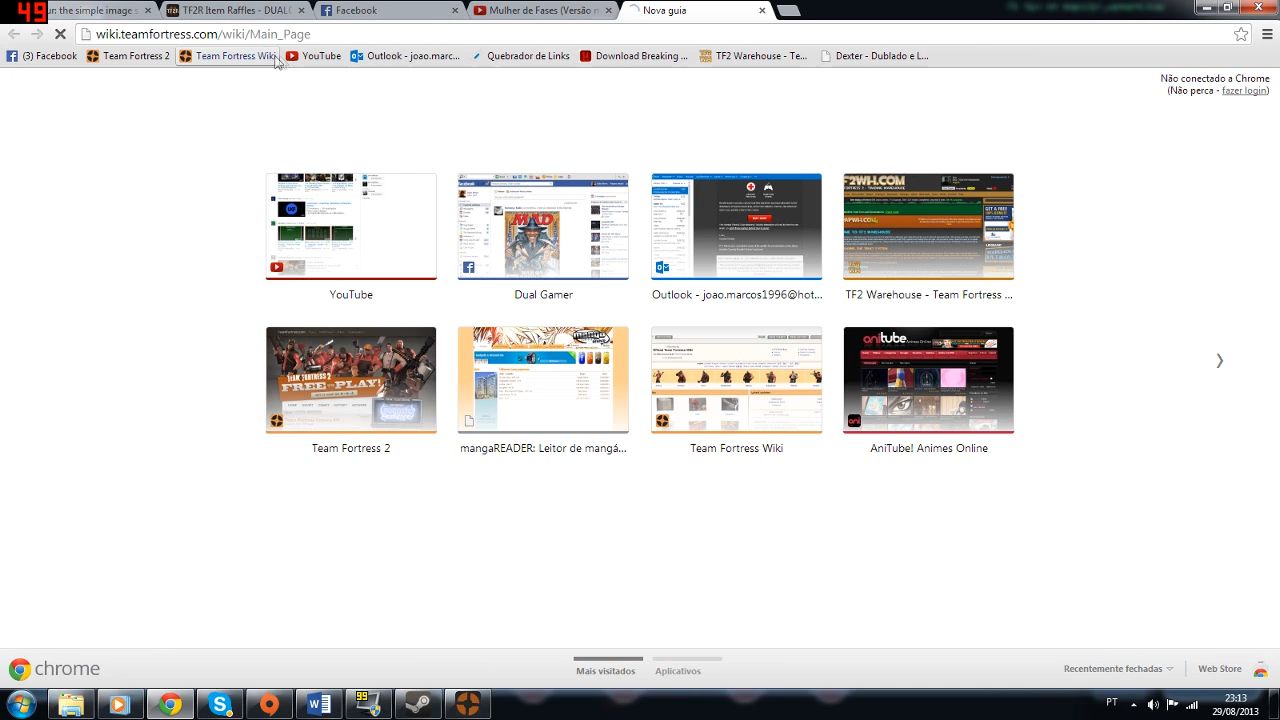 49
ur: the simple image s
TF2R Item Raffles - DUALG
Facebook
Mulher de Fases (Versão n
Nova guia
wiki.teamfortress.com/wiki/Main_Page
(3) Facebook
Team Fortress 2
Team Fortress Wiki
YouTube
Outlook - joao.marc...
Quebrador de Links
Download Breaking ...
TF2 Warehouse - Te...
Dexter - Dublado e L...
Não conectado a Chrome
(Não perca - fazer login)
YouTube
Dual Gamer
Outlook - joao.marcos1996@hot...
TF2 Warehouse - Team Fortress ...
Team Fortress 2
mangaREADER: Leitor de mangá...
Team Fortress Wiki
AniTube! Animes Online
chrome
Mais visitados
Aplicativos
Recentemente fechadas
Web Store
99
PT
23:13
29/08/2013